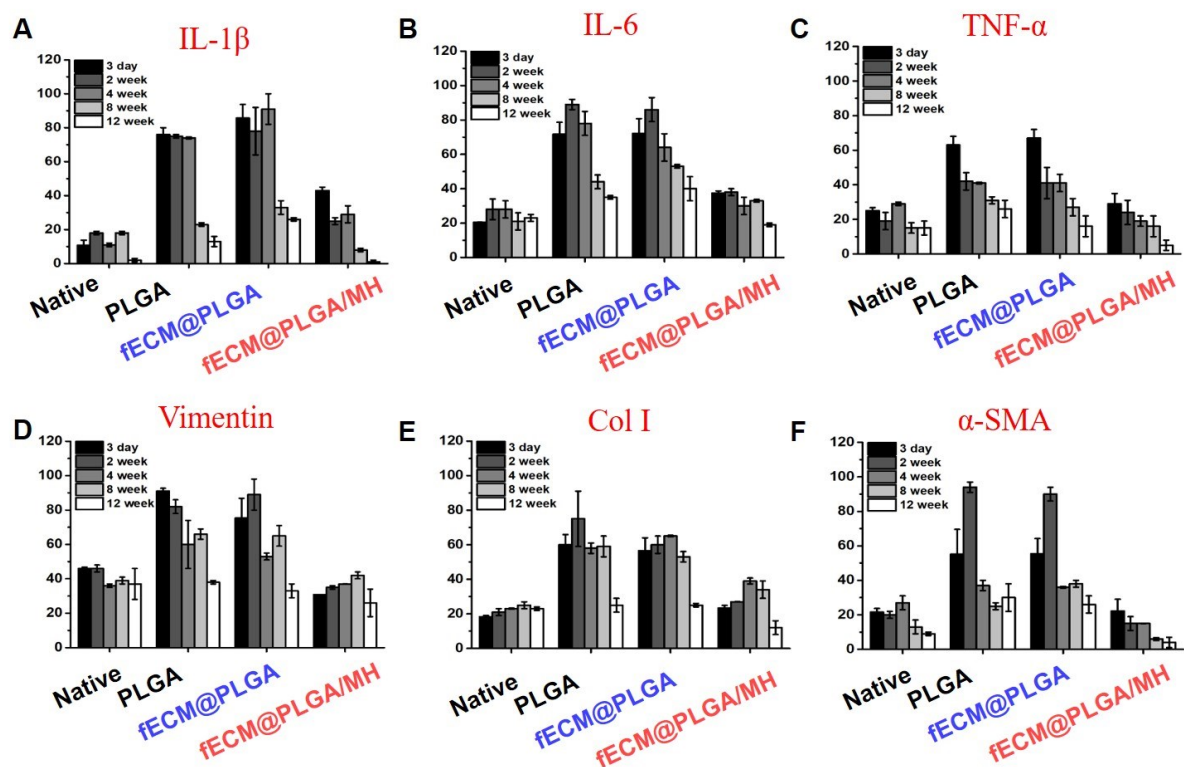 A
IL-1β
120
100
80
60
40
20
0
3 day
2 week
4 week
8 week
12 week
Native
PLGA
fECM@PLGA
fECM@PLGA/MH
B
IL-6
120
100
80
60
40
20
0
3 day
2 week
4 week
8 week
12 week
Native
PLGA
fECM@PLGA
fECM@PLGA/MH
C
TNF-α
120
100
80
60
40
20
0
3 day
2 week
4 week
8 week
12 week
Native
PLGA
fECM@PLGA
fECM@PLGA/MH
D
Vimentin
120
100
80
60
40
20
0
3 day
2 week
4 week
8 week
12 week
Native
PLGA
fECM@PLGA
fECM@PLGA/MH
E
Col I
120
100
80
60
40
20
0
3 day
2 week
4 week
8 week
12 week
Native
PLGA
fECM@PLGA
fECM@PLGA/MH
F
α-SMA
120
100
80
60
40
20
0
3 day
2 week
4 week
8 week
12 week
Native
PLGA
fECM@PLGA
fECM@PLGA/MH